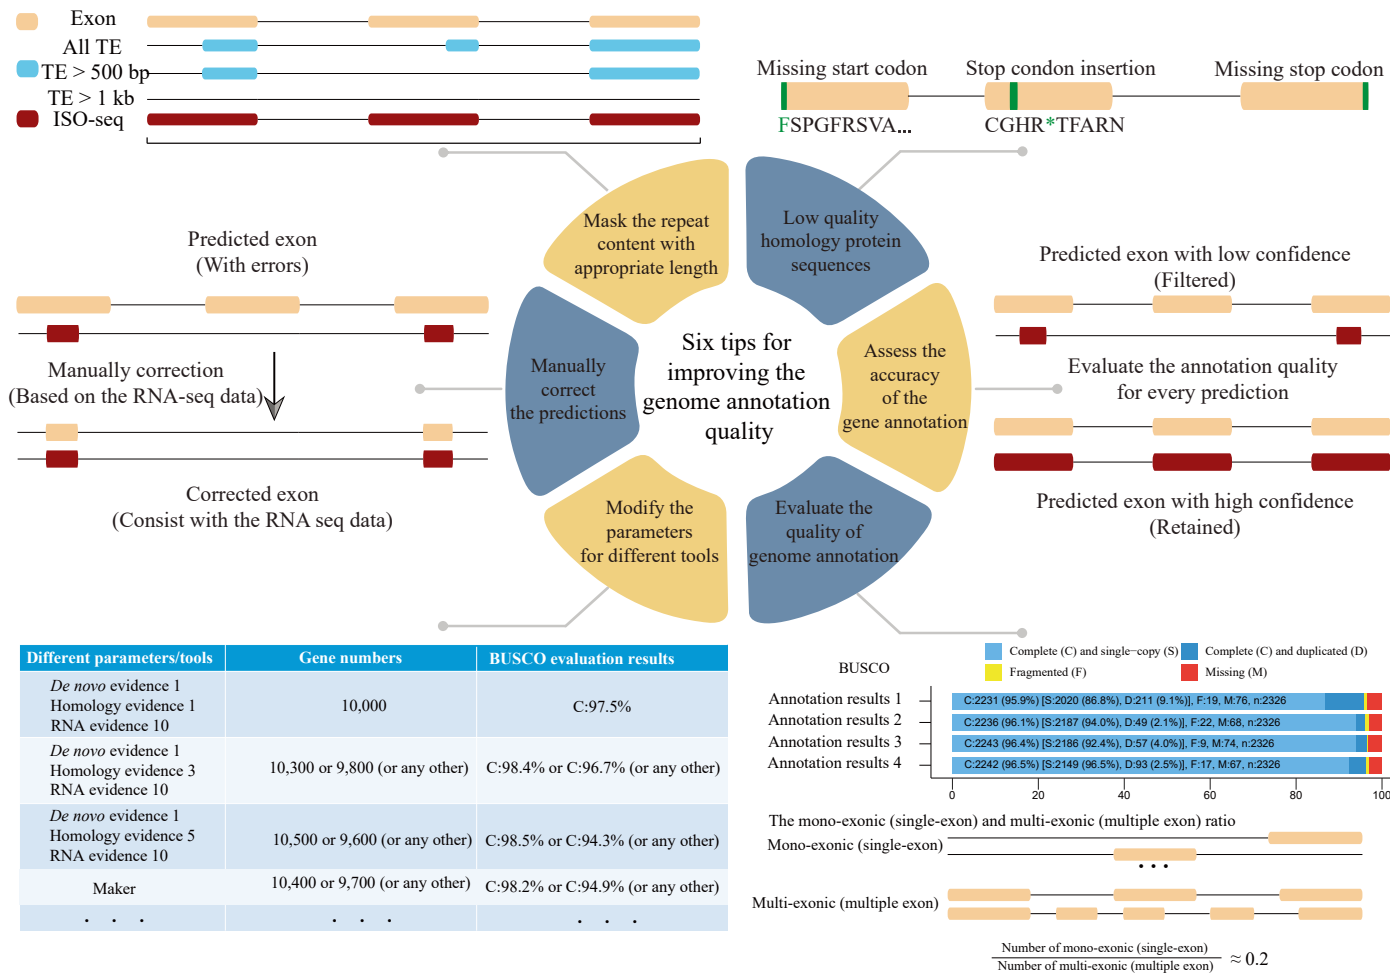 Exon
All TE
TE > 500 bp
TE > 1 kb
ISO-seq
Missing start codon
Stop condon insertion
Missing stop codon
FSPGFRSVA...
CGHR*TFARN
Mask the repeat
content with
appropriate length
Low quality
homology protein
sequences
Predicted exon
(With errors)
Manually correction
(Based on the RNA-seq data)
Corrected exon
(Consist with the RNA seq data)
Manually
correct
the predictions
Six tips for
improving the
genome annotation
quality
Assess the
accuracy
of the
gene annotation
Predicted exon with low confidence
(Filtered)
Evaluate the annotation quality
for every prediction
Predicted exon with high confidence
(Retained)
Modify the
parameters
for different tools
Evaluate the
quality of
genome annotation
Different parameters/tools Gene numbers BUSCO evaluation results
De novo evidence 1
Homology evidence 1
RNA evidence 10
10,000
C:97.5%
De novo evidence 1
Homology evidence 3
RNA evidence 10
10,300 or 9,800 (or any other)
C:98.4% or C:96.7% (or any other)
De novo evidence 1
Homology evidence 5
RNA evidence 10
10,500 or 9,600 (or any other)
C:98.5% or C:94.3% (or any other)
Maker
10,400 or 9,700 (or any other)
C:98.2% or C:94.9% (or any other)
. . . . . . . . .
BUSCO
Complete (C) and single−copy (S)
Complete (C) and duplicated (D)
Fragmented (F)
Missing (M)
Annotation results 1
C:2231 (95.9%) [S:2020 (86.8%), D:211 (9.1%)], F:19, M:76, n:2326
Annotation results 2
C:2236 (96.1%) [S:2187 (94.0%), D:49 (2.1%)], F:22, M:68, n:2326
Annotation results 3
C:2243 (96.4%) [S:2186 (92.4%), D:57 (4.0%)], F:9, M:74, n:2326
Annotation results 4
C:2242 (96.5%) [S:2149 (96.5%), D:93 (2.5%)], F:17, M:67, n:2326
0 20 40 60 80 100
The mono-exonic (single-exon) and multi-exonic (multiple exon) ratio
Mono-exonic (single-exon)
. . .
Multi-exonic (multiple exon)
Number of mono-exonic (single-exon)
Number of multi-exonic (multiple exon)
≈ 0.2